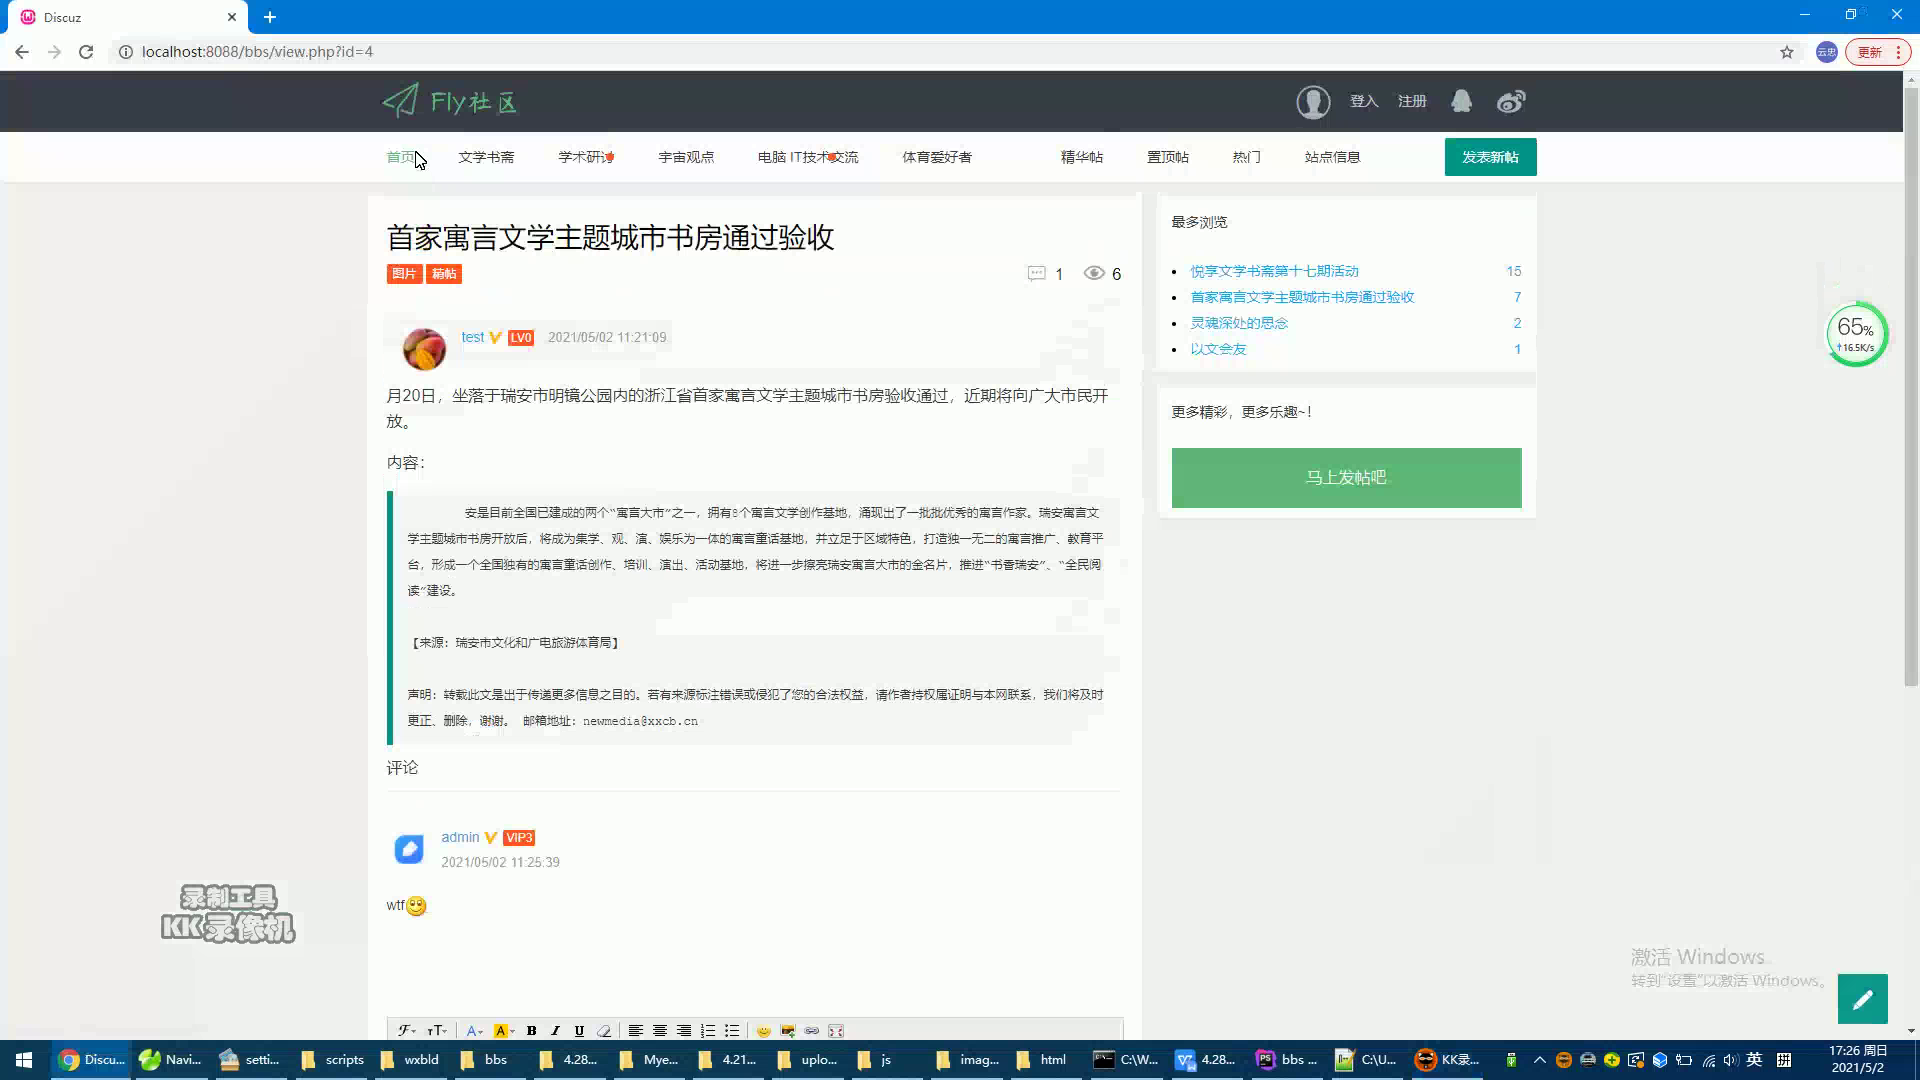 Discuz
localhost:8088/bbs/view.php?id=4
云忠
更新
Fly社区
登入 注册
首页 文学书斋 学术研讨 宇宙观点 电脑 IT技术交流 体育爱好者 精华帖 置顶帖 热门 站点信息 发表新帖
首家寓言文学主题城市书房通过验收
图片 精帖
1 6
test LV0 2021/05/02 11:21:09
月20日，坐落于瑞安市明镜公园内的浙江省首家寓言文学主题城市书房验收通过，近期将向广大市民开
放。
内容：
安是目前全国已建成的两个“寓言大市”之一，拥有8个寓言文学创作基地，涌现出了一批批优秀的寓言作家。瑞安寓言文
学主题城市书房开放后，将成为集学、观、演、娱乐为一体的寓言童话基地，并立足于区域特色，打造独一无二的寓言推广、教育平
台，形成一个全国独有的寓言童话创作、培训、演出、活动基地，将进一步擦亮瑞安寓言大市的金名片，推进“书香瑞安”、“全民阅
读”建设。
【来源：瑞安市文化和广电旅游体育局】
声明：转载此文是出于传递更多信息之目的。若有来源标注错误或侵犯了您的合法权益，请作者持权属证明与本网联系，我们将及时
更正、删除，谢谢。 邮箱地址：newmedia@xxcb.cn
评论
admin VIP3
2021/05/02 11:25:39
wtf
最多浏览
悦享文学书斋第十七期活动 15
首家寓言文学主题城市书房通过验收 7
灵魂深处的思念 2
以文会友 1
更多精彩，更多乐趣~！
马上发帖吧
65%
16.5K/s
录制工具
KK录像机
激活 Windows
转到“设置”以激活 Windows。
Discu... Navi... setti... scripts wxbld bbs 4.28... Mye... 4.21... uplo... js imag... html C:\W... 4.28... bbs ... C:\U... KK录... 英
17:26 周日
2021/5/2